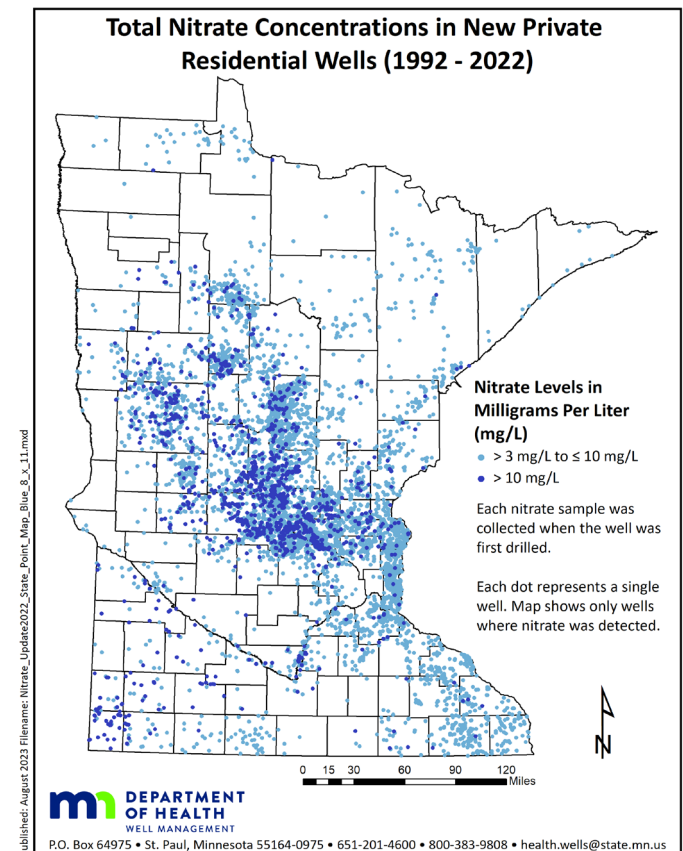 Total Nitrate Concentrations in New Private
Residential Wells (1992 - 2022)
Nitrate Levels in
Milligrams Per Liter
(mg/L)
> 3 mg/L to ≤ 10 mg/L
> 10 mg/L
Each nitrate sample was
collected when the well was
first drilled.
Each dot represents a single
well. Map shows only wells
where nitrate was detected.
N
0 15 30 60 90 120
Miles
ublished: August 2023 Filename: Nitrate_Update2022_State_Point_Map_Blue_8_x_11.mxd
mn DEPARTMENT
OF HEALTH
WELL MANAGEMENT
P.O. Box 64975 • St. Paul, Minnesota 55164-0975 • 651-201-4600 • 800-383-9808 • health.wells@state.mn.us